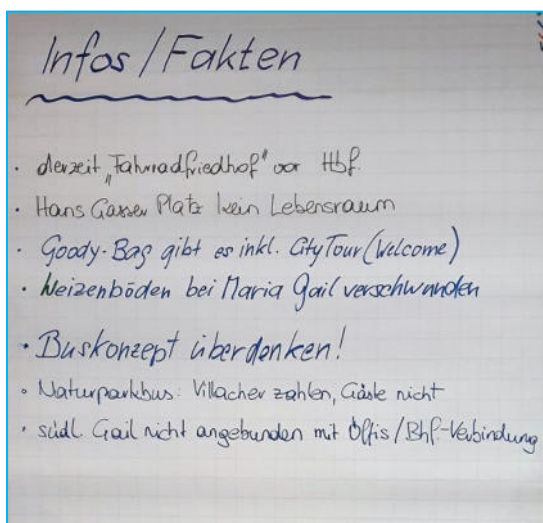 Infos/Fakten
· derzeit „Fahrradfriedhof" vor Hbf.
· Hans Gasser Platz kein Lebensraum
· Goody-Bag gibt es inkl. CityTour (Welcome)
· Weizenböden bei Maria Gail verschwunden
· Buskonzept überdenken!
· Naturparkbus: Villacher zahlen, Gäste nicht
· südl. Gail nicht angebunden mit Öffis/Bhf.-Verbindung